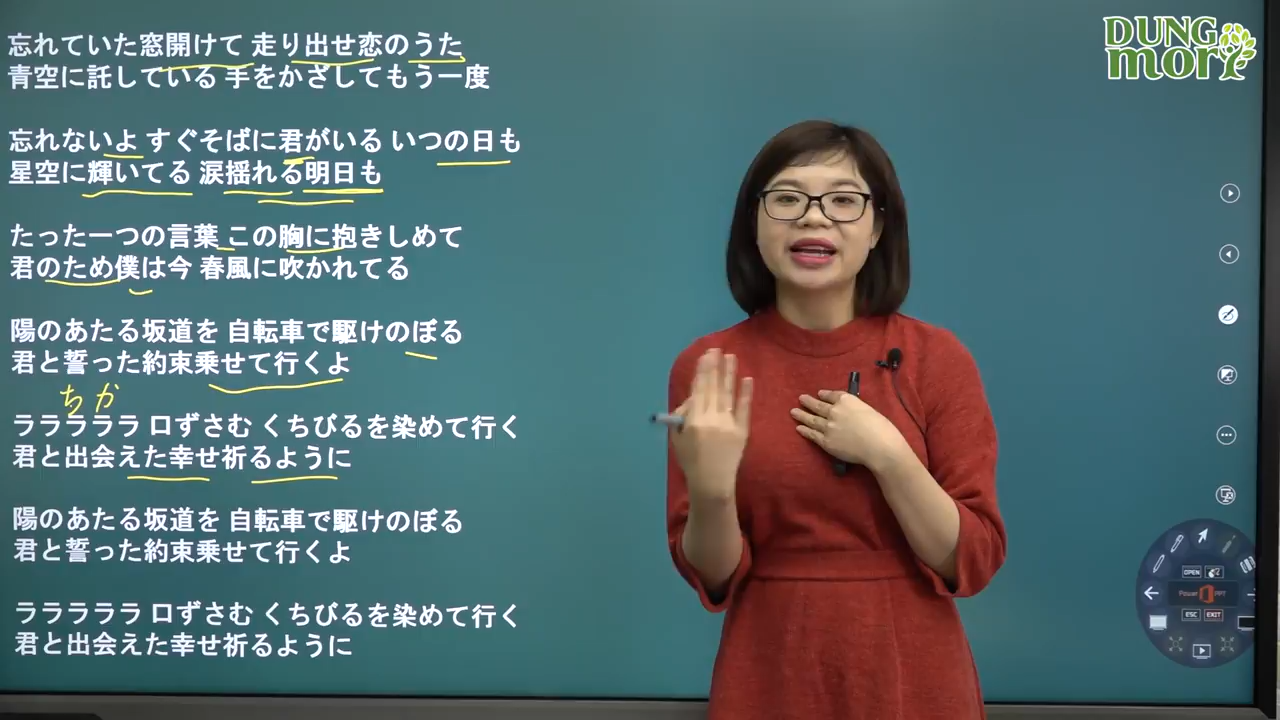 忘れていた窓開けて 走り出せ恋のうた
青空に託している 手をかざしてもう一度
忘れないよ すぐそばに君がいる いつの日も
星空に輝いてる 涙揺れる明日も
たった一つの言葉 この胸に抱きしめて
君のため僕は今 春風に吹かれてる
陽のあたる坂道を 自転車で駆けのぼる
君と誓った約束乗せて行くよ
ちか
ラララララ 口ずさむ くちびるを染めて行く
君と出会えた幸せ祈るように
陽のあたる坂道を 自転車で駆けのぼる
君と誓った約束乗せて行くよ
ラララララ 口ずさむ くちびるを染めて行く
君と出会えた幸せ祈るように
DUNG
mori
OPEN
Power PPT
ESC EXIT